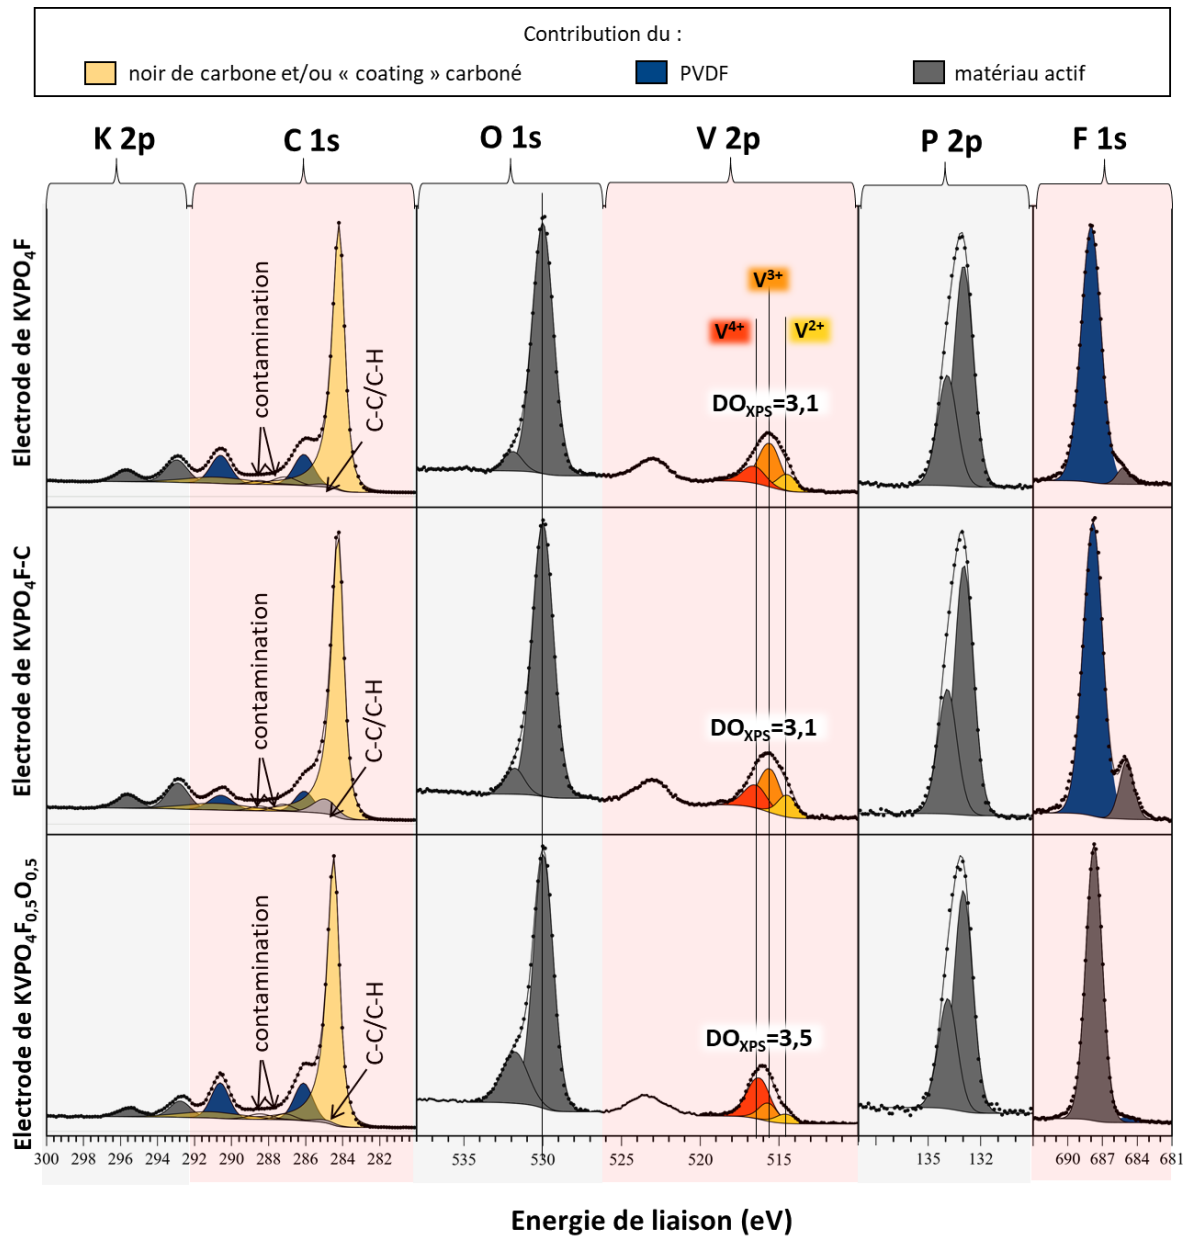 Contribution du :
noir de carbone et/ou « coating » carboné
PVDF
matériau actif
K 2p
C 1s
O 1s
V 2p
P 2p
F 1s
Electrode de KVPO4F
contamination
C-C/C-H
V3+
V4+
V2+
DOXPS=3,1
Electrode de KVPO4F-C
contamination
C-C/C-H
DOXPS=3,1
Electrode de KVPO4F0,5O0,5
contamination
C-C/C-H
DOXPS=3,5
300 298 296 294 292 290 288 286 284 282
535 530
525 520 515
135 132
690 687 684 681
Energie de liaison (eV)